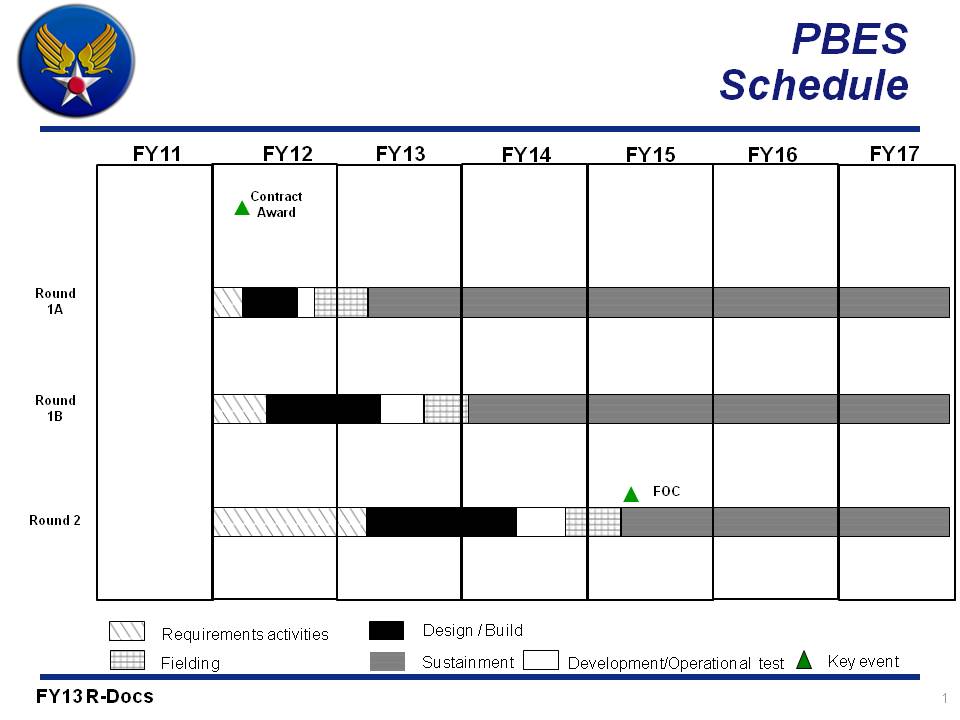 PBES
Schedule
FY11 FY12 FY13 FY14 FY15 FY16 FY17
Contract
Award
Round
1A
Round
1B
FOC
Round 2
Requirements activities
Design / Build
Fielding
Sustainment
Development/Operational test
Key event
FY13 R-Docs
1